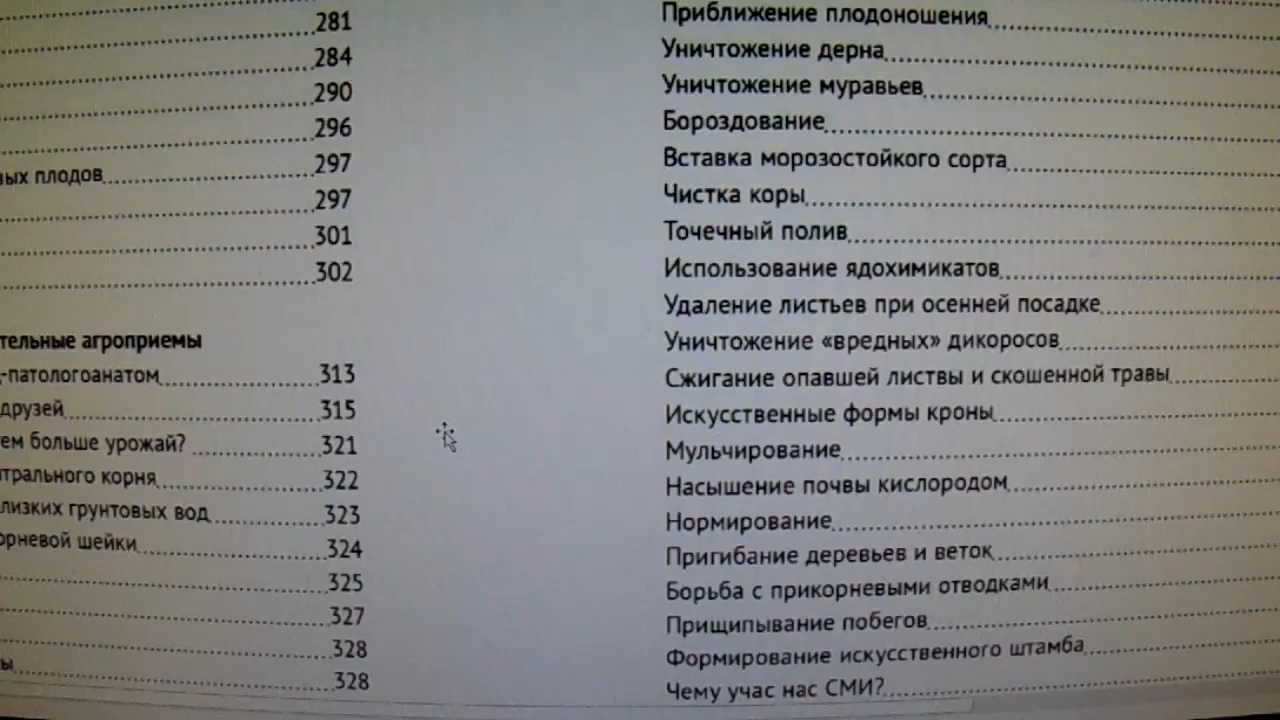 281
284
290
296
вых плодов 297
297
301
302
тельные агроприемы
-патологоанатом 313
друзей 315
ем больше урожай? 321
трального корня 322
лизких грунтовых вод 323
орневой шейки 324
325
327
328
ы 328
Приближение плодоношения
Уничтожение дерна
Уничтожение муравьев
Бороздование
Вставка морозостойкого сорта
Чистка коры
Точечный полив
Использование ядохимикатов
Удаление листьев при осенней посадке
Уничтожение «вредных» дикоросов
Сжигание опавшей листвы и скошенной травы
Искусственные формы кроны
Мульчирование
Насышение почвы кислородом
Нормирование
Пригибание деревьев и веток
Борьба с прикорневыми отводками
Прищипывание побегов
Формирование искусственного штамба
Чему учас нас СМИ?